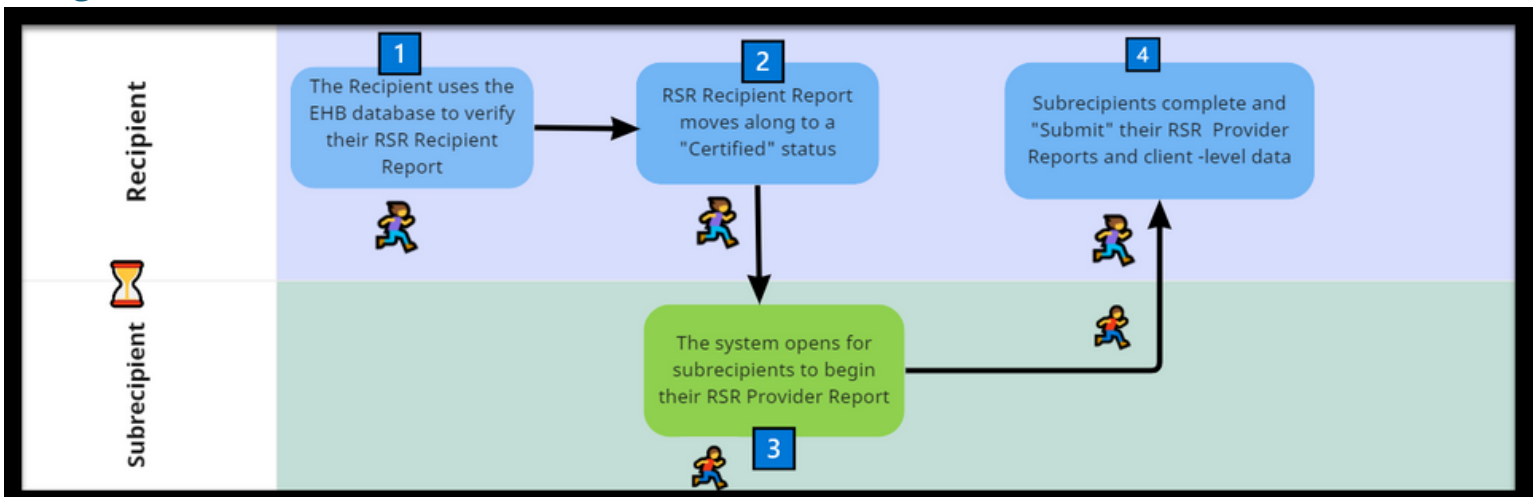 Recipient
1
The Recipient uses the
EHB database to verify
their RSR Recipient
Report
2
RSR Recipient Report
moves along to a
"Certified" status
4
Subrecipients complete and
"Submit" their RSR Provider
Reports and client -level data
Subrecipient
The system opens for
subrecipients to begin
their RSR Provider Report
3